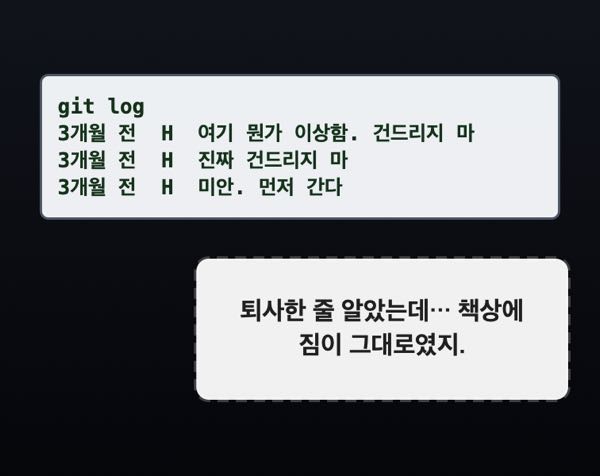 git log
3개월 전 H 여기 뭔가 이상함. 건드리지 마
3개월 전 H 진짜 건드리지 마
3개월 전 H 미안. 먼저 간다
퇴사한 줄 알았는데… 책상에
짐이 그대로였지.